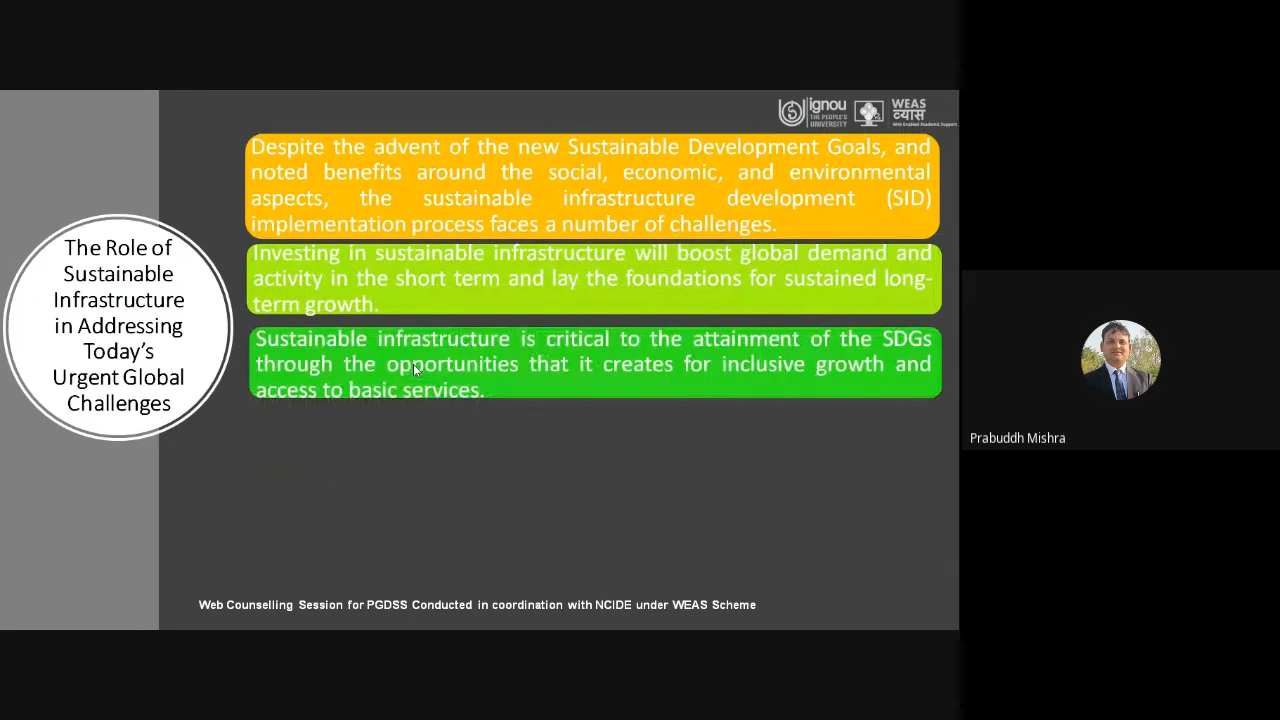 ignou
THE PEOPLE'S
UNIVERSITY
WEAS
व्यास
Web Enabled Academic Support
Despite the advent of the new Sustainable Development Goals, and
noted benefits around the social, economic, and environmental
aspects, the sustainable infrastructure development (SID)
implementation process faces a number of challenges.
Investing in sustainable infrastructure will boost global demand and
activity in the short term and lay the foundations for sustained long-
term growth.
Sustainable infrastructure is critical to the attainment of the SDGs
through the opportunities that it creates for inclusive growth and
access to basic services.
The Role of
Sustainable
Infrastructure
in Addressing
Today's
Urgent Global
Challenges
Prabuddh Mishra
Web Counselling Session for PGDSS Conducted in coordination with NCIDE under WEAS Scheme